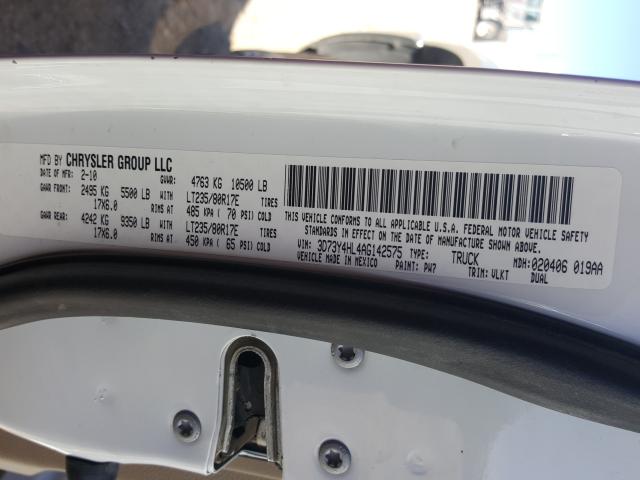 MFD BY CHRYSLER GROUP LLC
DATE OF MFR: 2-10 GVWR: 4763 KG 10500 LB
GAWR FRONT: 2495 KG 5500 LB WITH LT235/80R17E TIRES
17X6.0 RIMS AT 485 KPA ( 70 PSI) COLD
GAWR REAR: 4242 KG 9350 LB WITH LT235/80R17E TIRES
17X6.0 RIMS AT 450 KPA ( 65 PSI) COLD
THIS VEHICLE CONFORMS TO ALL APPLICABLE U.S.A. FEDERAL MOTOR VEHICLE SAFETY
STANDARDS IN EFFECT ON THE DATE OF MANUFACTURE SHOWN ABOVE.
VIN: 3D73Y4HL4AG142575 TYPE: TRUCK MDH: 020406 019AA
VEHICLE MADE IN MEXICO PAINT: PW7 TRIM: VLKT DUAL